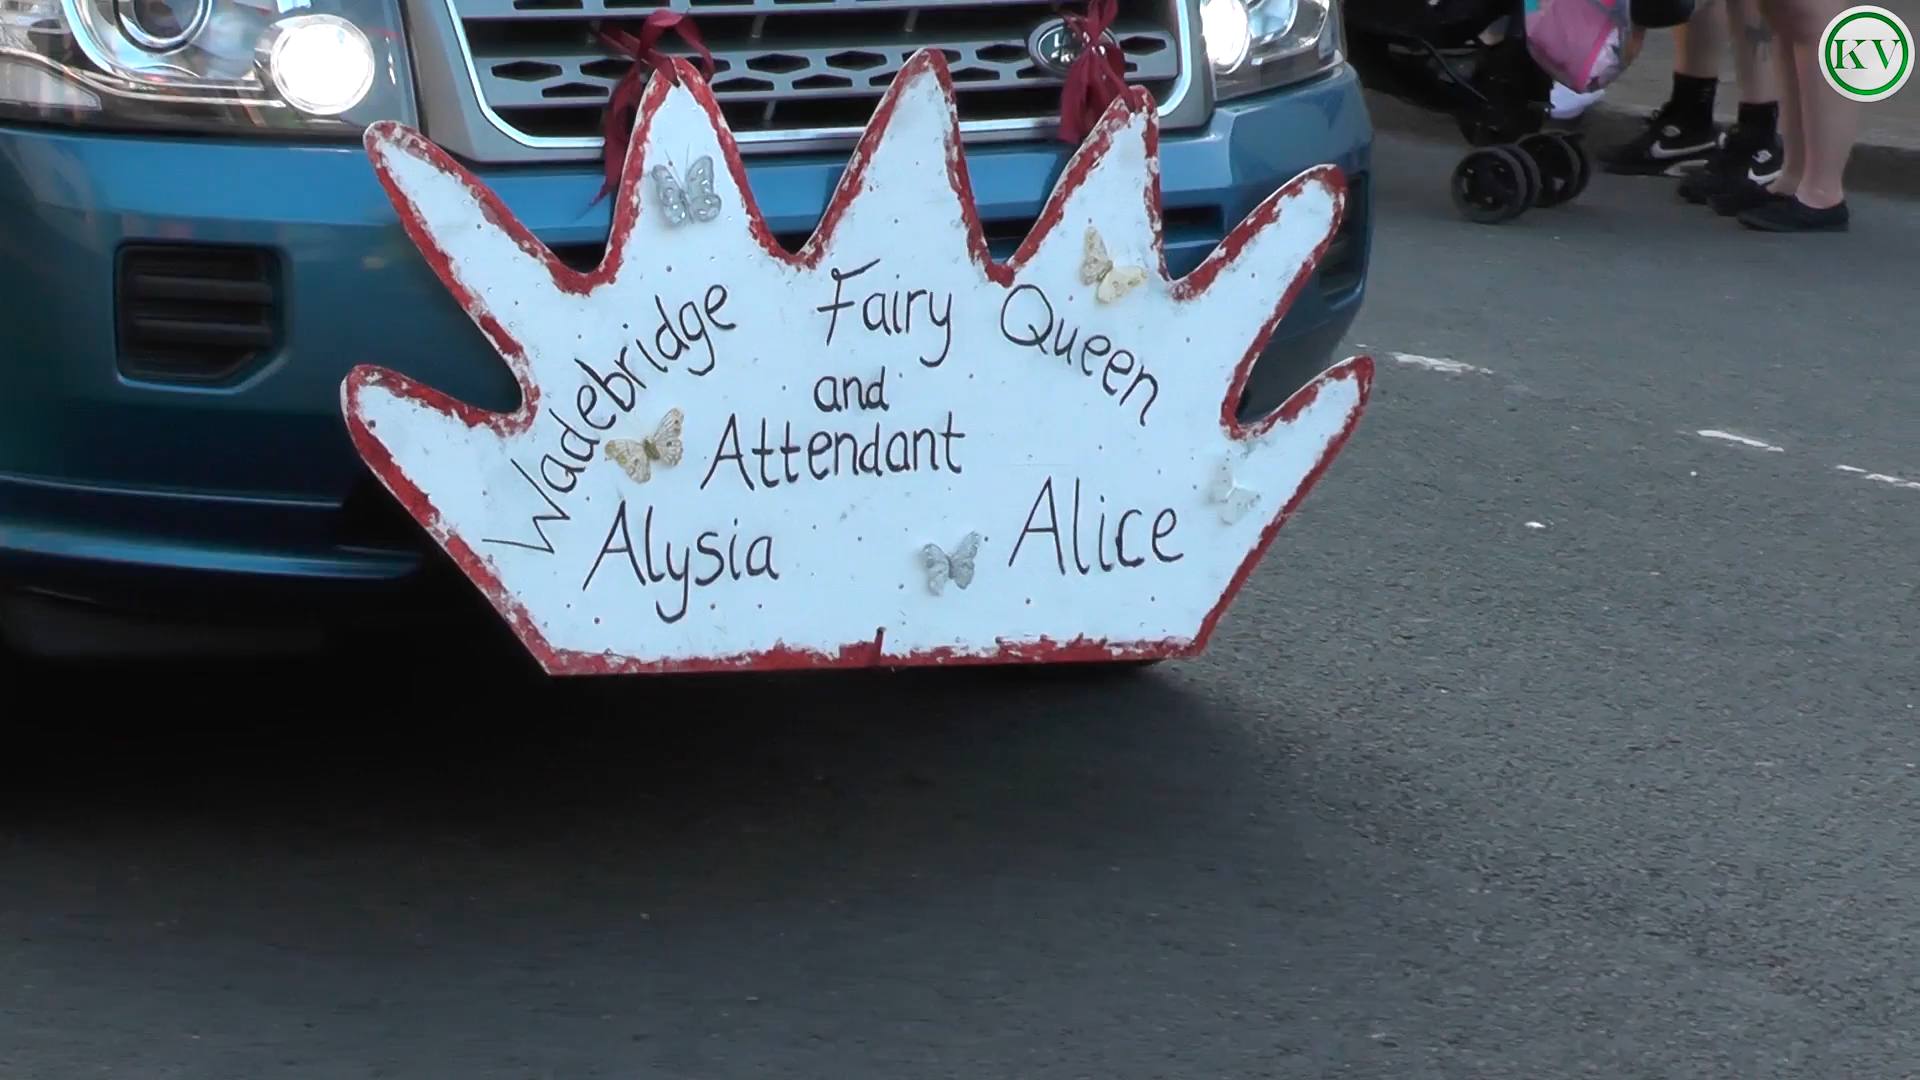 KV
Wadebridge Fairy Queen
and
Attendant
Alysia Alice